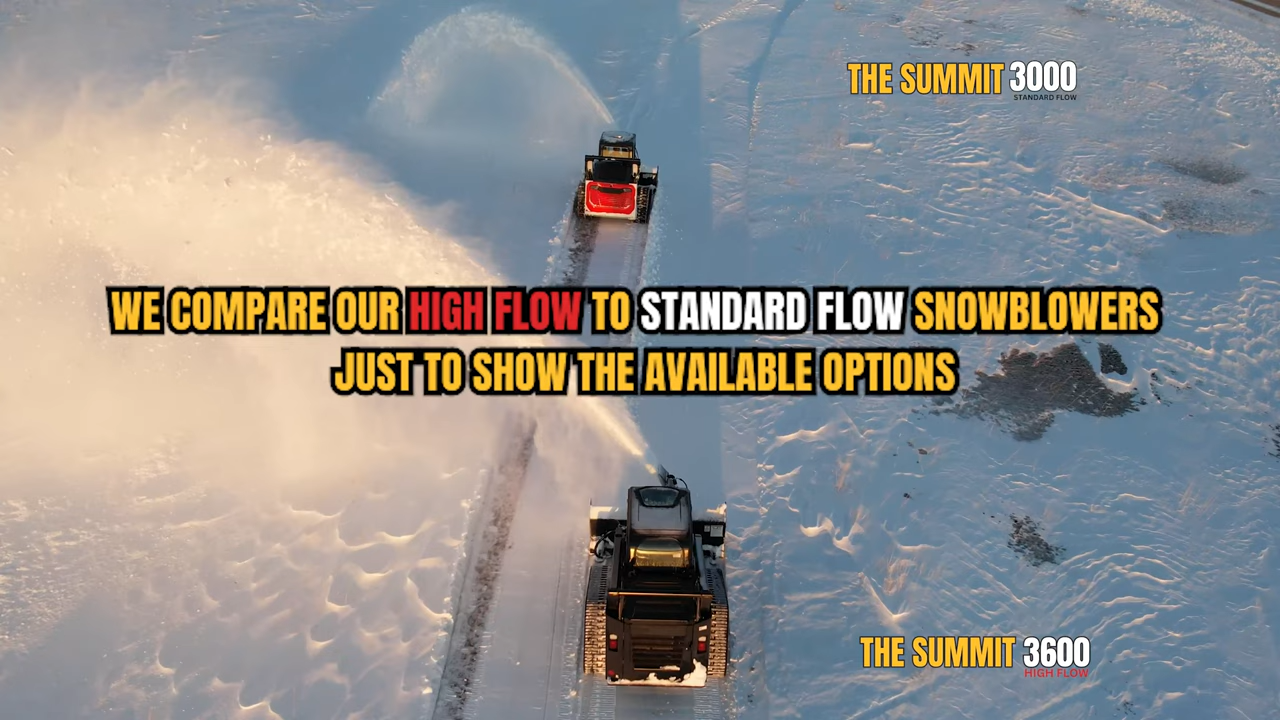 THE SUMMIT 3000
STANDARD FLOW
WE COMPARE OUR HIGH FLOW TO STANDARD FLOW SNOWBLOWERS
JUST TO SHOW THE AVAILABLE OPTIONS
THE SUMMIT 3600
HIGH FLOW